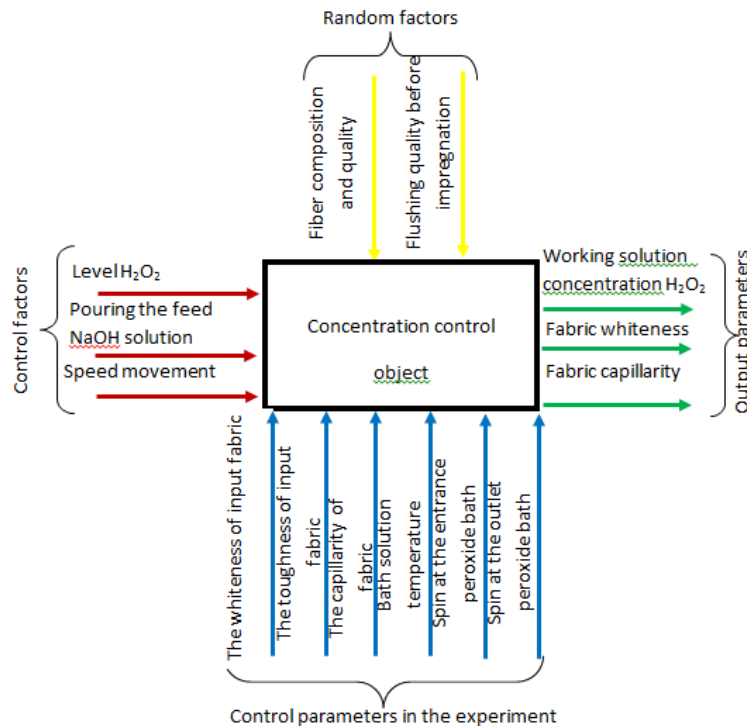 Random factors
Fiber composition
and quality
Flushing quality before
impregnation
Control factors
Level H₂O₂
Pouring the feed
NaOH solution
Speed movement
Concentration control
object
Working solution
concentration H₂O₂
Fabric whiteness
Fabric capillarity
Output parameters
The whiteness of input fabric
The toughness of input
fabric
The capillarity of
fabric
Bath solution
temperature
Spin at the entrance
peroxide bath
Spin at the outlet
peroxide bath
Control parameters in the experiment